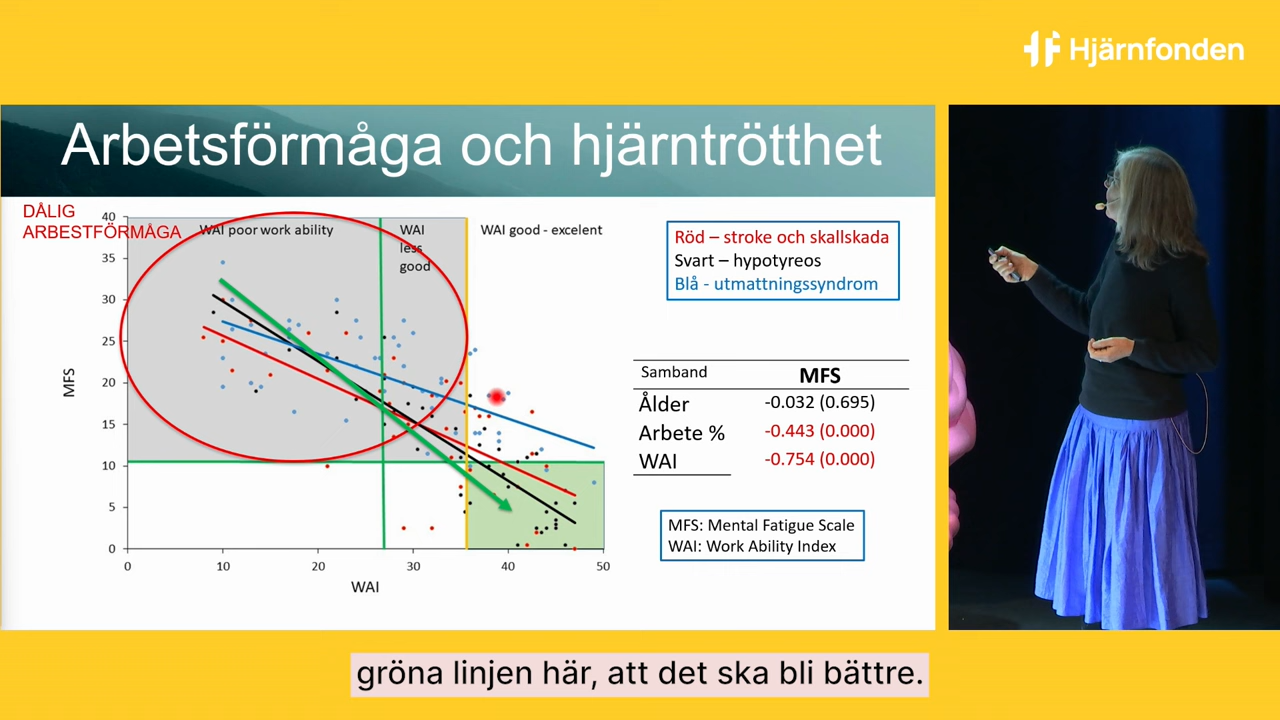 Hjärnfonden
Arbetsförmåga och hjärntrötthet
DÅLIG
ARBESTFÖRMÅGA
WAI poor work ability
WAI
less
good
WAI good - excelent
40
35
30
25
20
15
10
5
0
MFS
0 10 20 30 40 50
WAI
Röd – stroke och skallskada
Svart – hypotyreos
Blå - utmattningssyndrom
Samband MFS
Ålder -0.032 (0.695)
Arbete % -0.443 (0.000)
WAI -0.754 (0.000)
MFS: Mental Fatigue Scale
WAI: Work Ability Index
gröna linjen här, att det ska bli bättre.